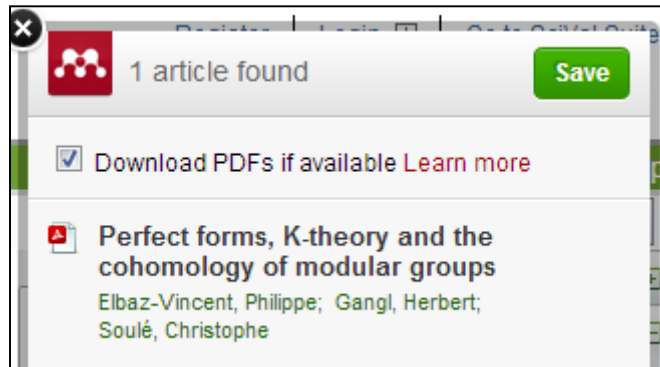 1 article found
Save
Download PDFs if available Learn more
Perfect forms, K-theory and the
cohomology of modular groups
Elbaz-Vincent, Philippe; Gangl, Herbert;
Soulé, Christophe